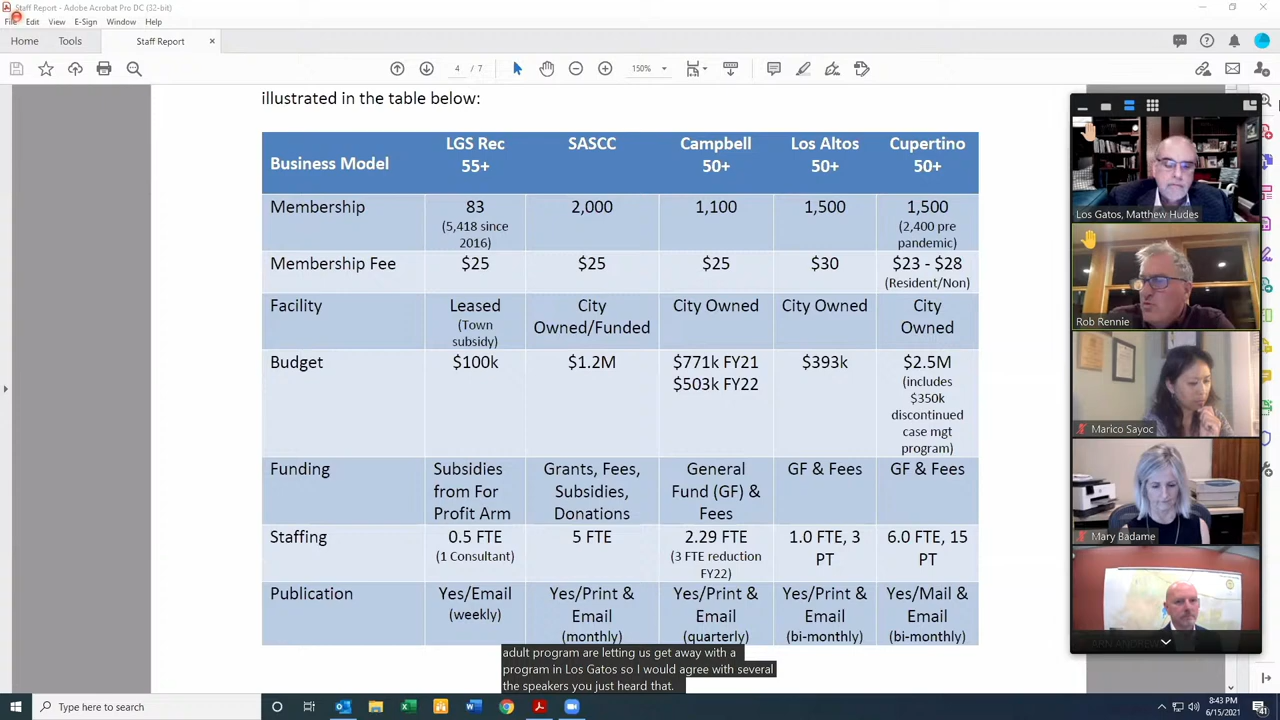 Staff Report - Adobe Acrobat Pro DC (32-bit)
File Edit View E-Sign Window Help
Home Tools Staff Report ×
4 / 7 150%
illustrated in the table below:
Business Model
LGS Rec
55+
SASCC
Campbell
50+
Los Altos
50+
Cupertino
50+
Membership
83
(5,418 since
2016)
2,000
1,100
1,500
1,500
(2,400 pre
pandemic)
Membership Fee
$25
$25
$25
$30
$23 - $28
(Resident/Non)
Facility
Leased
(Town
subsidy)
City
Owned/Funded
City Owned
City Owned
City
Owned
Budget
$100k
$1.2M
$771k FY21
$503k FY22
$393k
$2.5M
(includes
$350k
discontinued
case mgt
program)
Funding
Subsidies
from For
Profit Arm
Grants, Fees,
Subsidies,
Donations
General
Fund (GF) &
Fees
GF & Fees
GF & Fees
Staffing
0.5 FTE
(1 Consultant)
5 FTE
2.29 FTE
(3 FTE reduction
FY22)
1.0 FTE, 3
PT
6.0 FTE, 15
PT
Publication
Yes/Email
(weekly)
Yes/Print &
Email
(monthly)
Yes/Print &
Email
(quarterly)
Yes/Print &
Email
(bi-monthly)
Yes/Mail &
Email
(bi-monthly)
adult program are letting us get away with a
program in Los Gatos so I would agree with several
the speakers you just heard that.
Los Gatos, Matthew Hudes
Rob Rennie
Marico Sayoc
Mary Badame
ARN ANDREWS
Type here to search
8:43 PM
6/15/2021
41